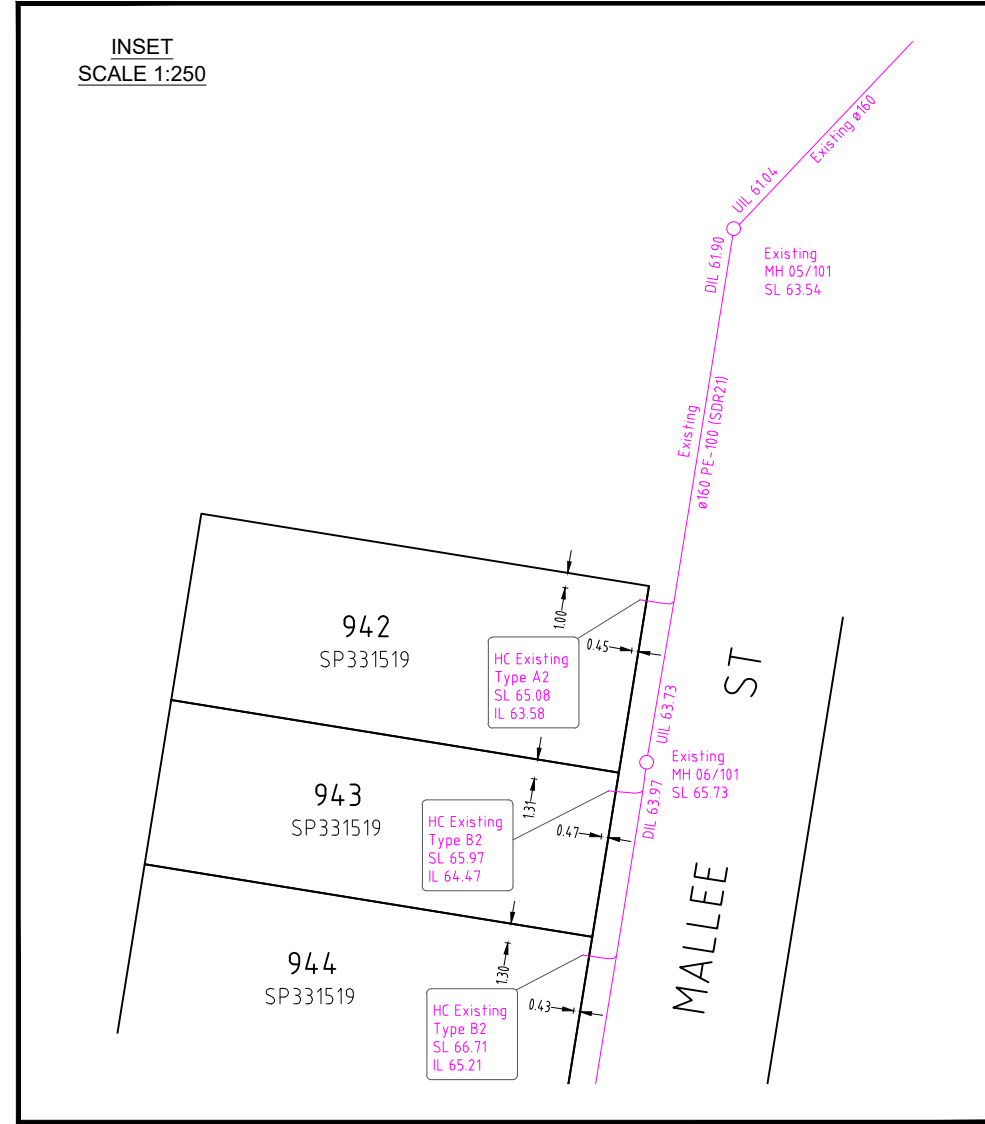 INSET
SCALE 1:250
Existing ø160
UIL 61.04
DIL 61.90
Existing
MH 05/101
SL 63.54
Existing
ø160 PE-100 (SDR21)
942
SP331519
1.00
0.45
HC Existing
Type A2
SL 65.08
IL 63.58
ST
UIL 63.73
Existing
MH 06/101
SL 65.73
DIL 63.97
943
SP331519
1.31
0.47
HC Existing
Type B2
SL 65.97
IL 64.47
MALLEE
944
SP331519
1.30
0.43
HC Existing
Type B2
SL 66.71
IL 65.21